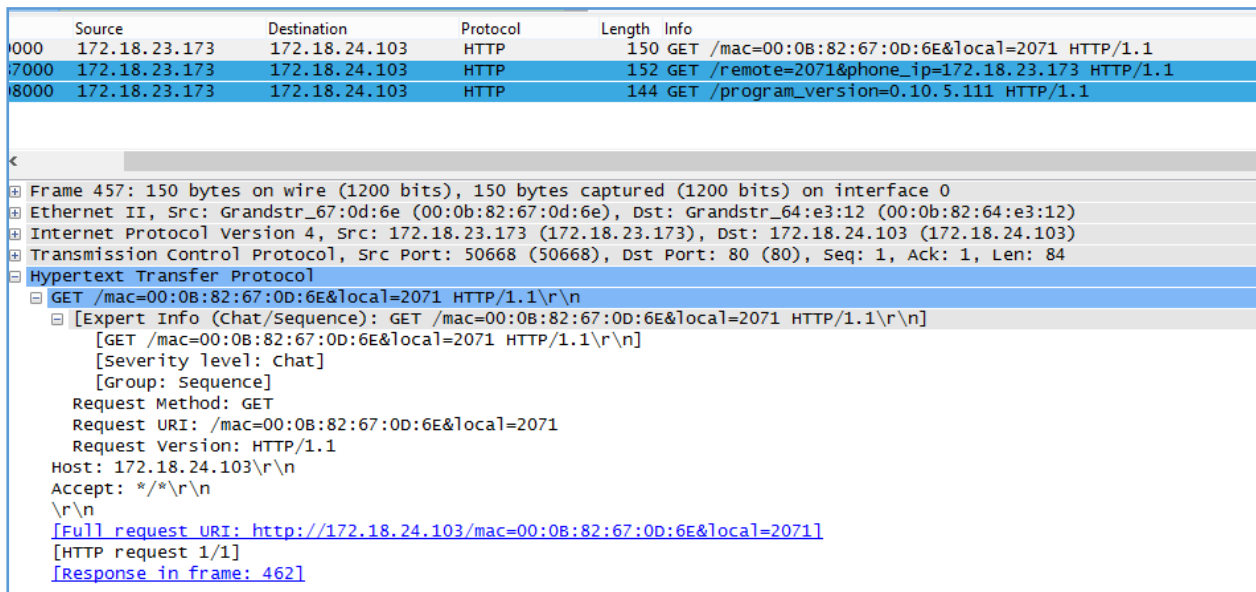 Source Destination Protocol Length Info
0000 172.18.23.173 172.18.24.103 HTTP 150 GET /mac=00:0B:82:67:0D:6E&local=2071 HTTP/1.1
37000 172.18.23.173 172.18.24.103 HTTP 152 GET /remote=2071&phone_ip=172.18.23.173 HTTP/1.1
08000 172.18.23.173 172.18.24.103 HTTP 144 GET /program_version=0.10.5.111 HTTP/1.1
Frame 457: 150 bytes on wire (1200 bits), 150 bytes captured (1200 bits) on interface 0
Ethernet II, Src: Grandstr_67:0d:6e (00:0b:82:67:0d:6e), Dst: Grandstr_64:e3:12 (00:0b:82:64:e3:12)
Internet Protocol Version 4, Src: 172.18.23.173 (172.18.23.173), Dst: 172.18.24.103 (172.18.24.103)
Transmission Control Protocol, Src Port: 50668 (50668), Dst Port: 80 (80), Seq: 1, Ack: 1, Len: 84
Hypertext Transfer Protocol
GET /mac=00:0B:82:67:0D:6E&local=2071 HTTP/1.1\r\n
[Expert Info (Chat/Sequence): GET /mac=00:0B:82:67:0D:6E&local=2071 HTTP/1.1\r\n]
[GET /mac=00:0B:82:67:0D:6E&local=2071 HTTP/1.1\r\n]
[Severity level: Chat]
[Group: Sequence]
Request Method: GET
Request URI: /mac=00:0B:82:67:0D:6E&local=2071
Request Version: HTTP/1.1
Host: 172.18.24.103\r\n
Accept: */*\r\n
\r\n
[Full request URI: http://172.18.24.103/mac=00:0B:82:67:0D:6E&local=2071]
[HTTP request 1/1]
[Response in frame: 462]